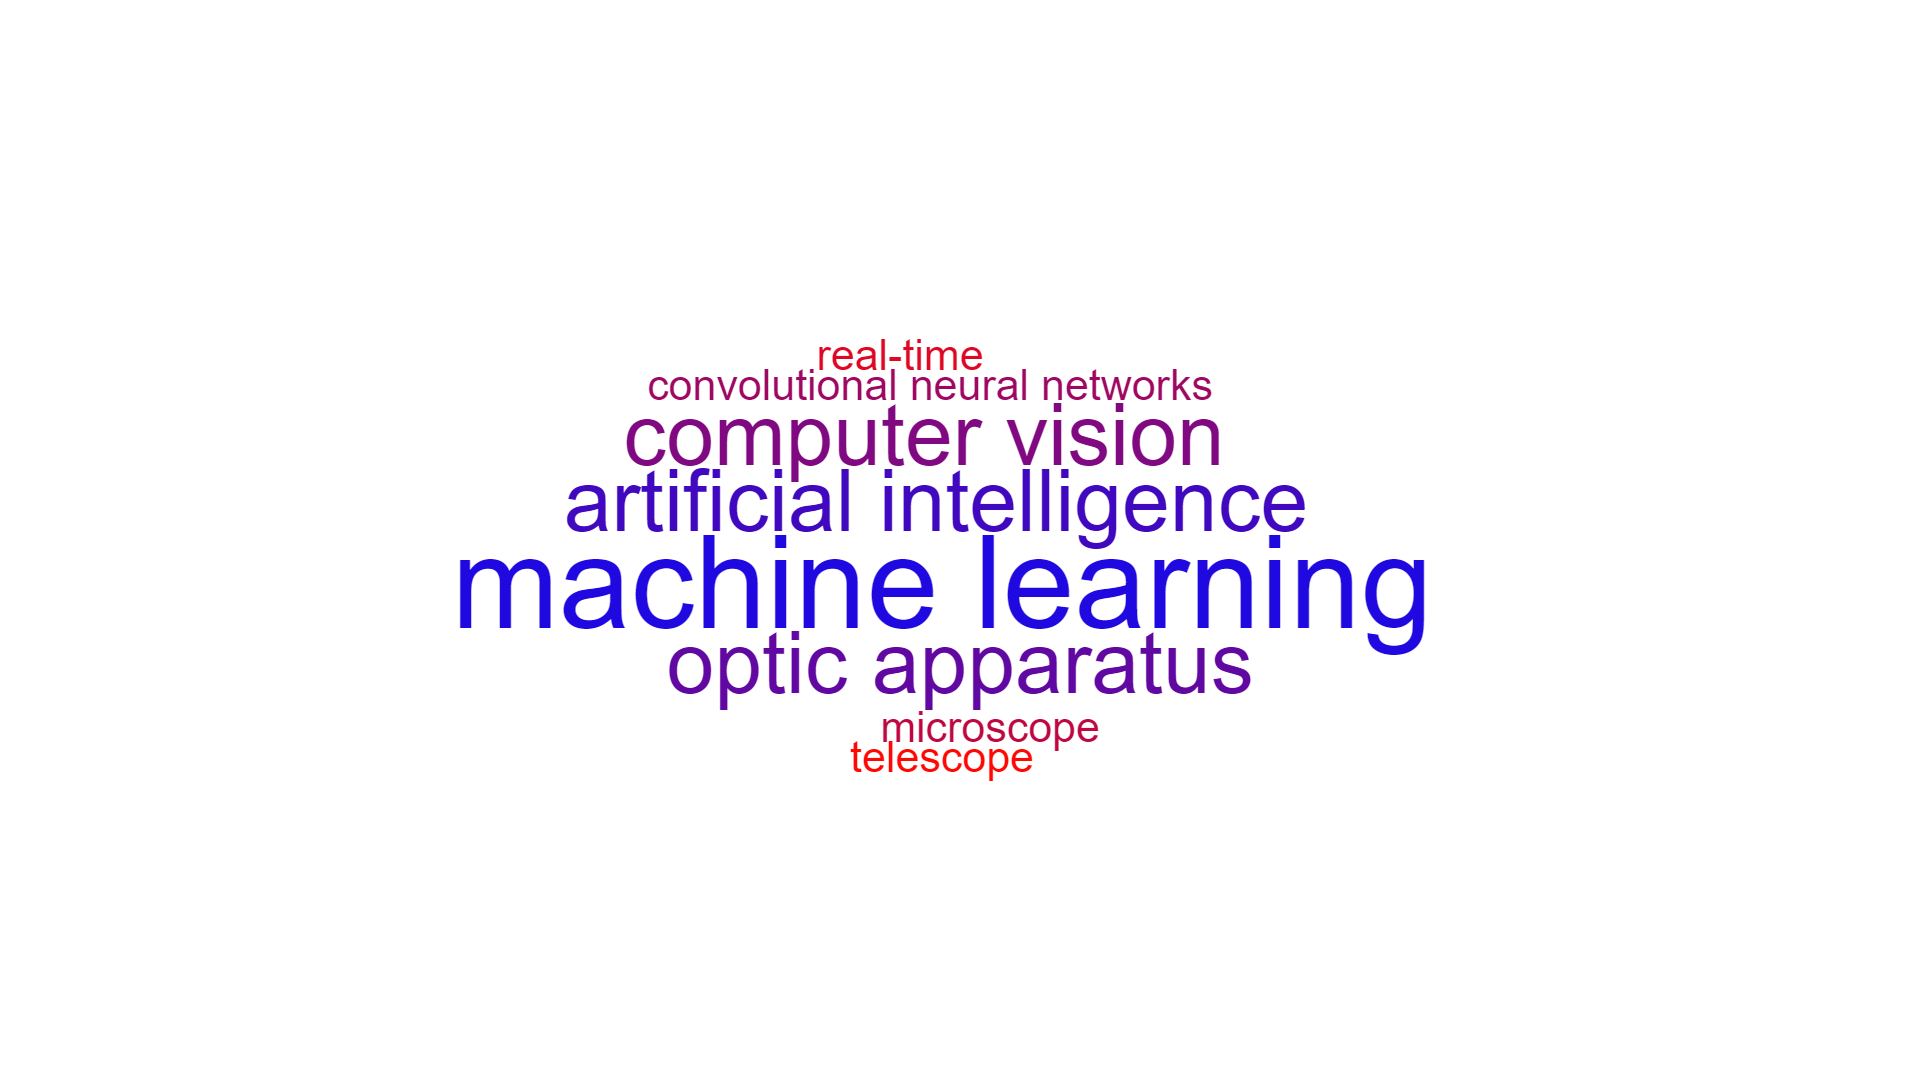 real-time
convolutional neural networks
computer vision
artificial intelligence
machine learning
optic apparatus
microscope
telescope